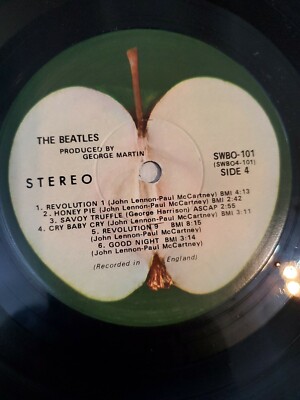 THE BEATLES
PRODUCED BY
GEORGE MARTIN
STEREO
SWBO-101
(SWBO4-101)
SIDE 4
1. REVOLUTION 1 (John Lennon-Paul McCartney) BMI 4:13
2. HONEY PIE (John Lennon-Paul McCartney) BMI 2:42
3. SAVOY TRUFFLE (George Harrison) ASCAP 2:55
4. CRY BABY CRY (John Lennon-Paul McCartney) BMI 3:11
5. REVOLUTION 9 BMI 8:15
(John Lennon-Paul McCartney)
6. GOOD NIGHT BMI 3:14
(John Lennon-Paul McCartney)
(Recorded in England)